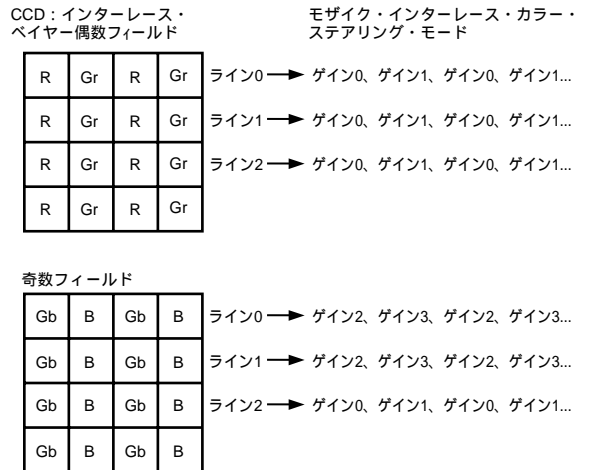 CCD：インターレース・
ベイヤー偶数フィールド
モザイク・インターレース・カラー・
ステアリング・モード
R Gr R Gr ライン0 ゲイン0、ゲイン1、ゲイン0、ゲイン1...
R Gr R Gr ライン1 ゲイン0、ゲイン1、ゲイン0、ゲイン1...
R Gr R Gr ライン2 ゲイン0、ゲイン1、ゲイン0、ゲイン1...
R Gr R Gr
奇数フィールド
Gb B Gb B ライン0 ゲイン2、ゲイン3、ゲイン2、ゲイン3...
Gb B Gb B ライン1 ゲイン2、ゲイン3、ゲイン2、ゲイン3...
Gb B Gb B ライン2 ゲイン0、ゲイン1、ゲイン0、ゲイン1...
Gb B Gb B